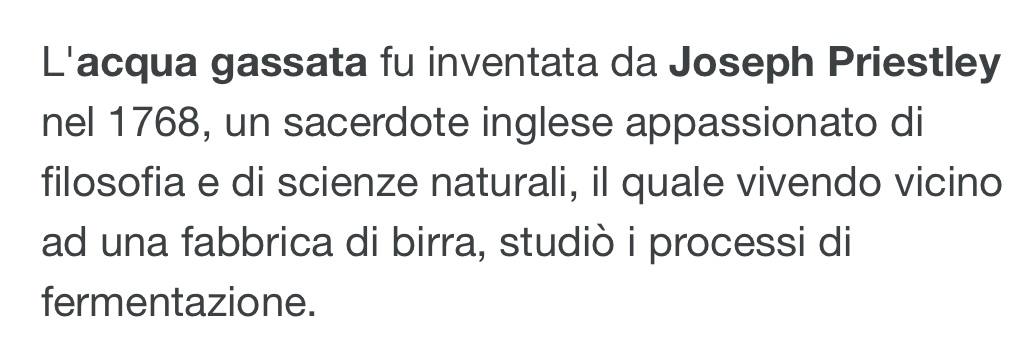 L'acqua gassata fu inventata da Joseph Priestley
nel 1768, un sacerdote inglese appassionato di
filosofia e di scienze naturali, il quale vivendo vicino
ad una fabbrica di birra, studiò i processi di
fermentazione.